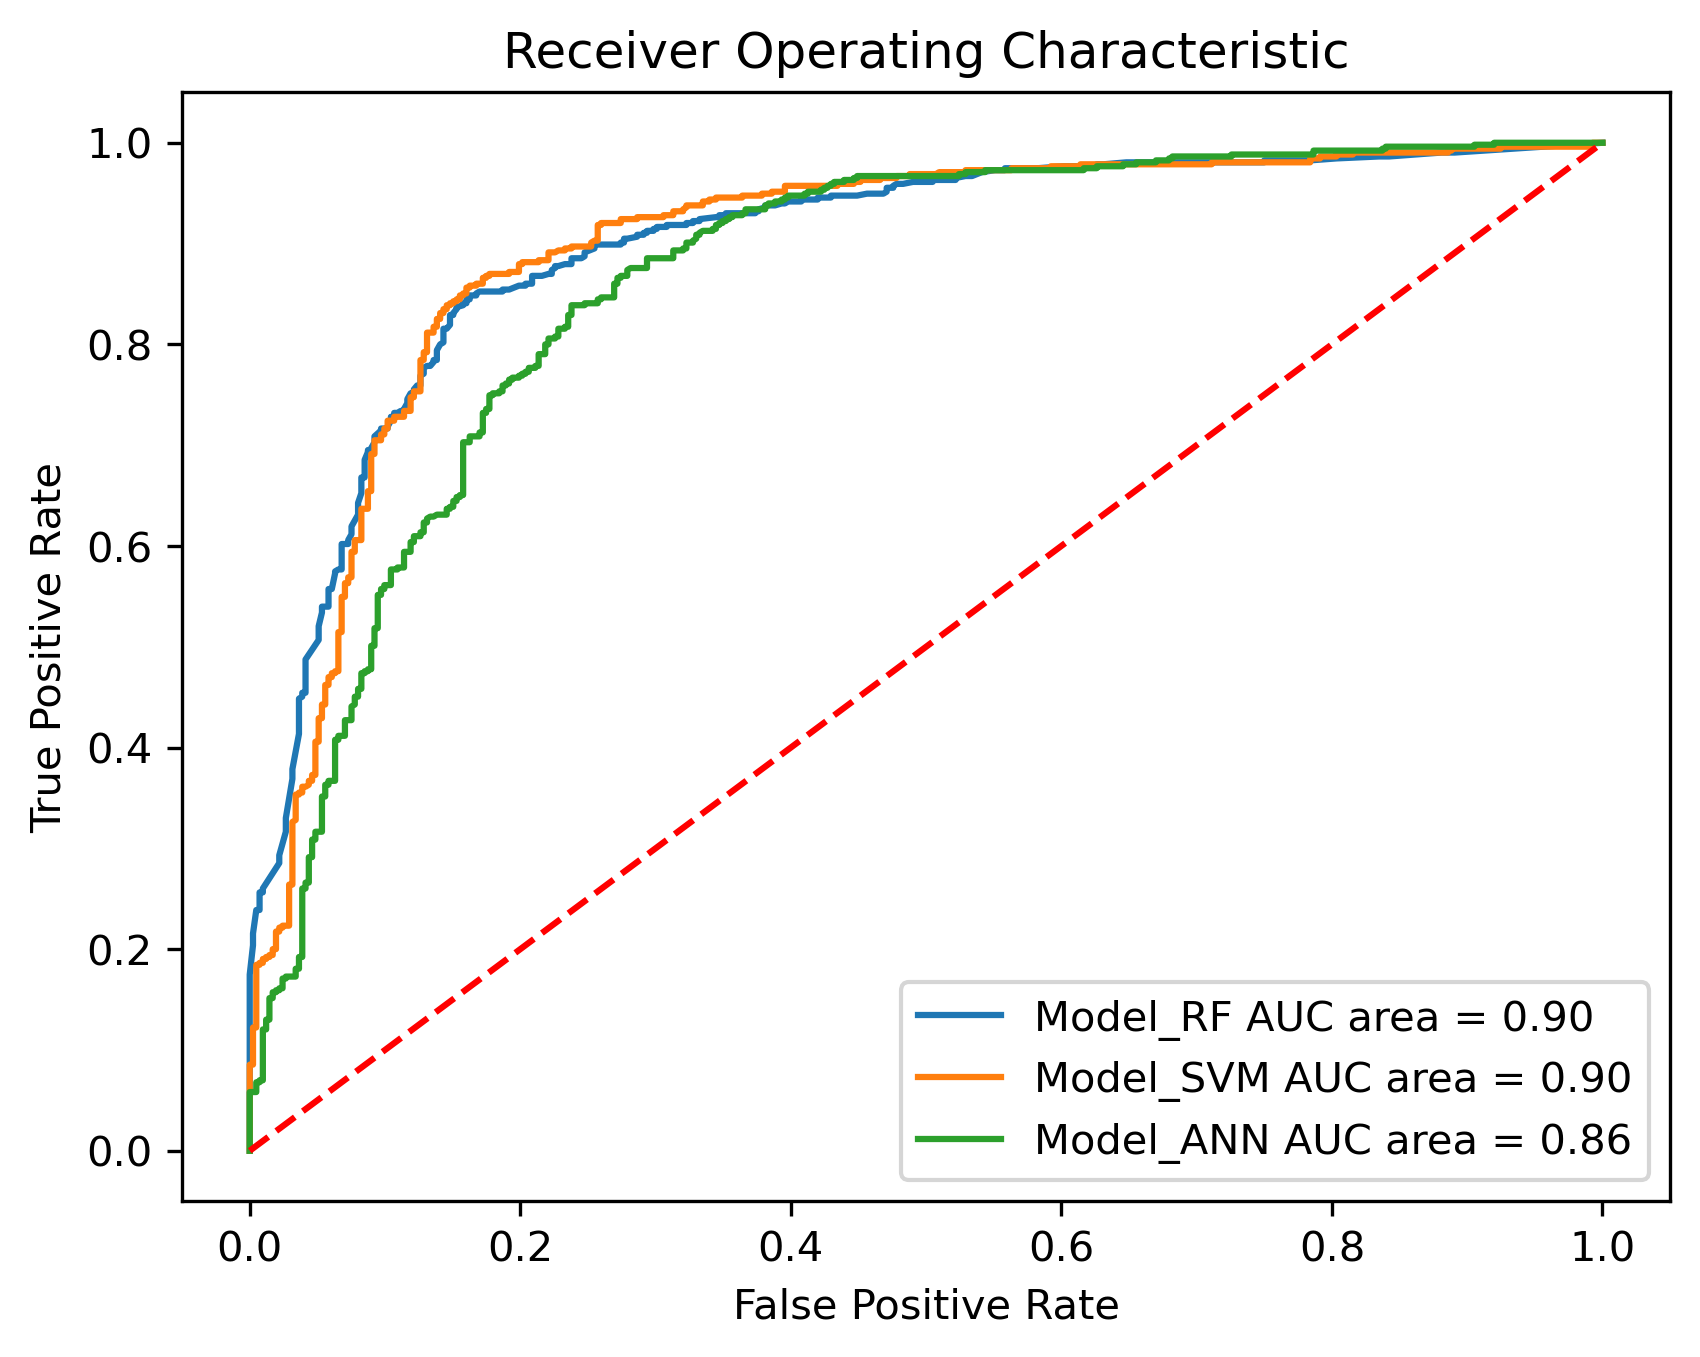 Receiver Operating Characteristic
1.0
0.8
0.6
0.4
0.2
0.0
True Positive Rate
Model_RF AUC area = 0.90
Model_SVM AUC area = 0.90
Model_ANN AUC area = 0.86
0.0 0.2 0.4 0.6 0.8 1.0
False Positive Rate